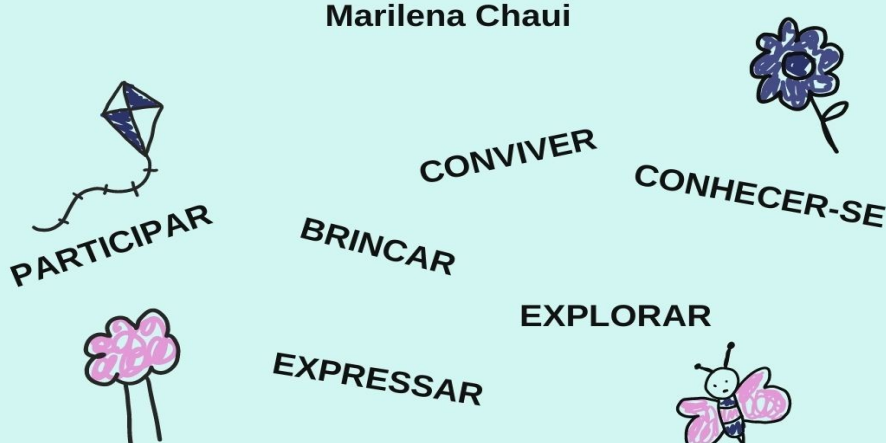 Marilena Chaui
CONVIVER
CONHECER-SE
PARTICIPAR
BRINCAR
EXPLORAR
EXPRESSAR